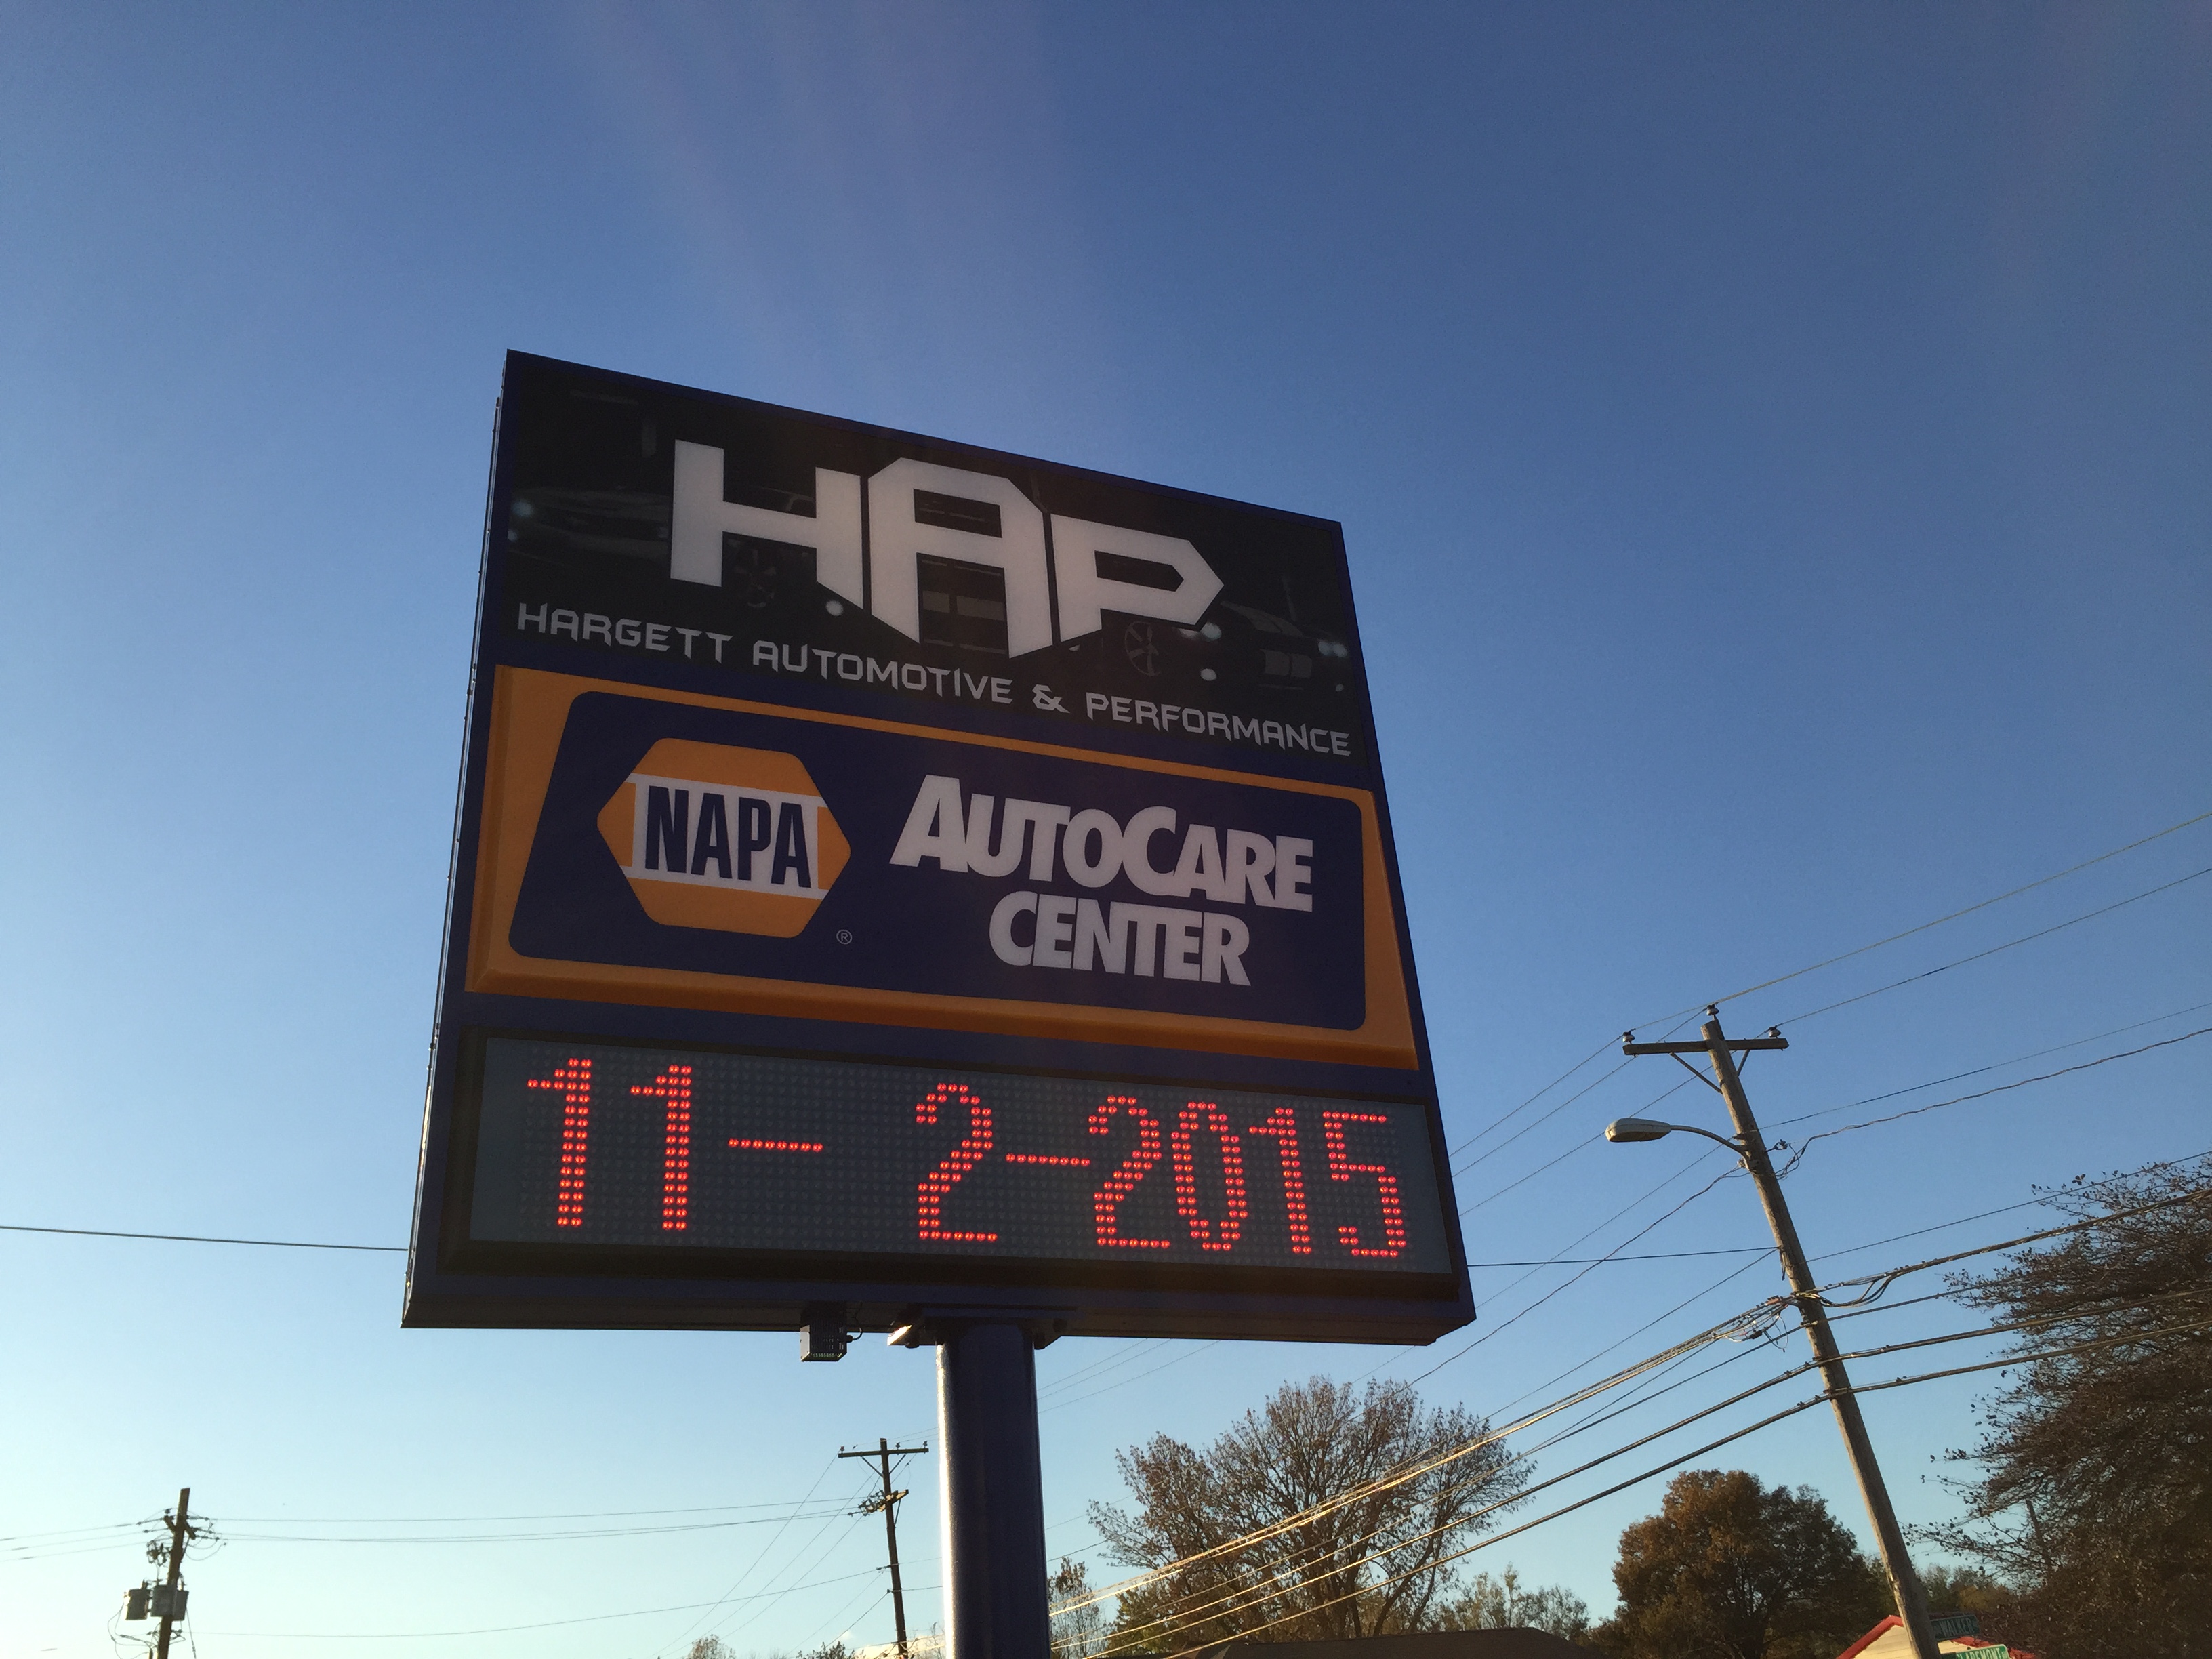 HAP
HARGETT AUTOMOTIVE & PERFORMANCE
NAPA
®
AUTOCARE
CENTER
11- 2-2015